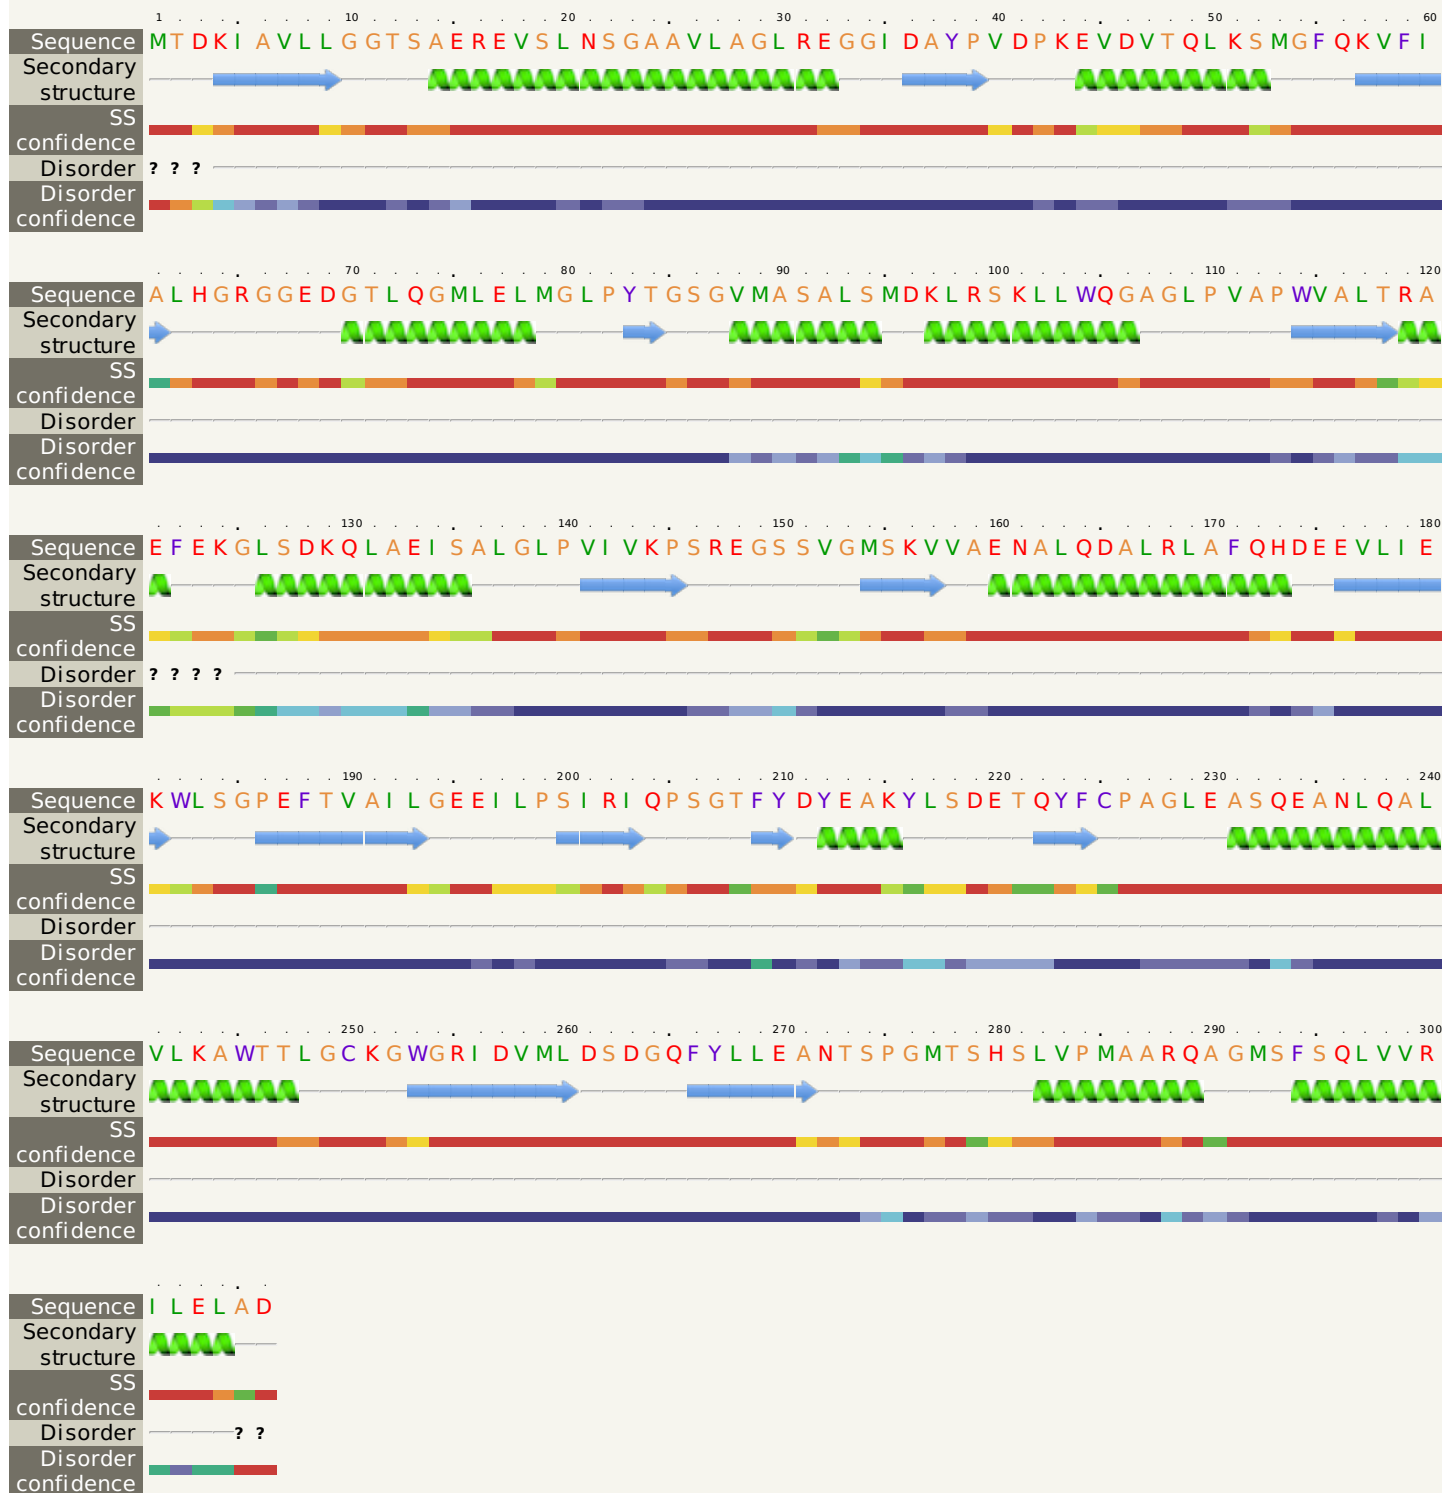 1 . . . . . . . . 10 . . . . . . . . . 20 . . . . . . . . . 30 . . . . . . . . . 40 . . . . . . . . . 50 . . . . . . . . . 60
Sequence MTDKIAVLLGGTSAEREVSLNSGAAVLAGLREGGIDAYPVDPKEVDVTQLKSMGFQKVFI
Secondary
structure
SS
confidence
Disorder ? ? ?
Disorder
confidence
. . . . . . . . . 70 . . . . . . . . . 80 . . . . . . . . . 90 . . . . . . . . . 100 . . . . . . . . . 110 . . . . . . . . . 120
Sequence ALHGRGGEDGTLQGMLELMGLPYTGSGVMASALSMDKLRSKLLWQGAGLPVAPWVALTRA
Secondary
structure
SS
confidence
Disorder
Disorder
confidence
. . . . . . . . . 130 . . . . . . . . . 140 . . . . . . . . . 150 . . . . . . . . . 160 . . . . . . . . . 170 . . . . . . . . . 180
Sequence EFEKGLSDKQLAEISALGLPVIVKPSREGSSVGMSKVVAENALQDALRLAFQHDEEVLIE
Secondary
structure
SS
confidence
Disorder ? ? ? ?
Disorder
confidence
. . . . . . . . . 190 . . . . . . . . . 200 . . . . . . . . . 210 . . . . . . . . . 220 . . . . . . . . . 230 . . . . . . . . . 240
Sequence KWLSGPEFTVAILGEEILPSIRIQPSGTFYDYEAKYLSDETQYFCPAGLEASQEANLQAL
Secondary
structure
SS
confidence
Disorder
Disorder
confidence
. . . . . . . . . 250 . . . . . . . . . 260 . . . . . . . . . 270 . . . . . . . . . 280 . . . . . . . . . 290 . . . . . . . . . 300
Sequence VLKAWTTLGCKGWGRIDVMLDSDGQFYLLEANTSPGMTSHSLVPMAARQAGMSFSQLVVR
Secondary
structure
SS
confidence
Disorder
Disorder
confidence
. . . . . .
Sequence ILELAD
Secondary
structure
SS
confidence
Disorder ? ?
Disorder
confidence